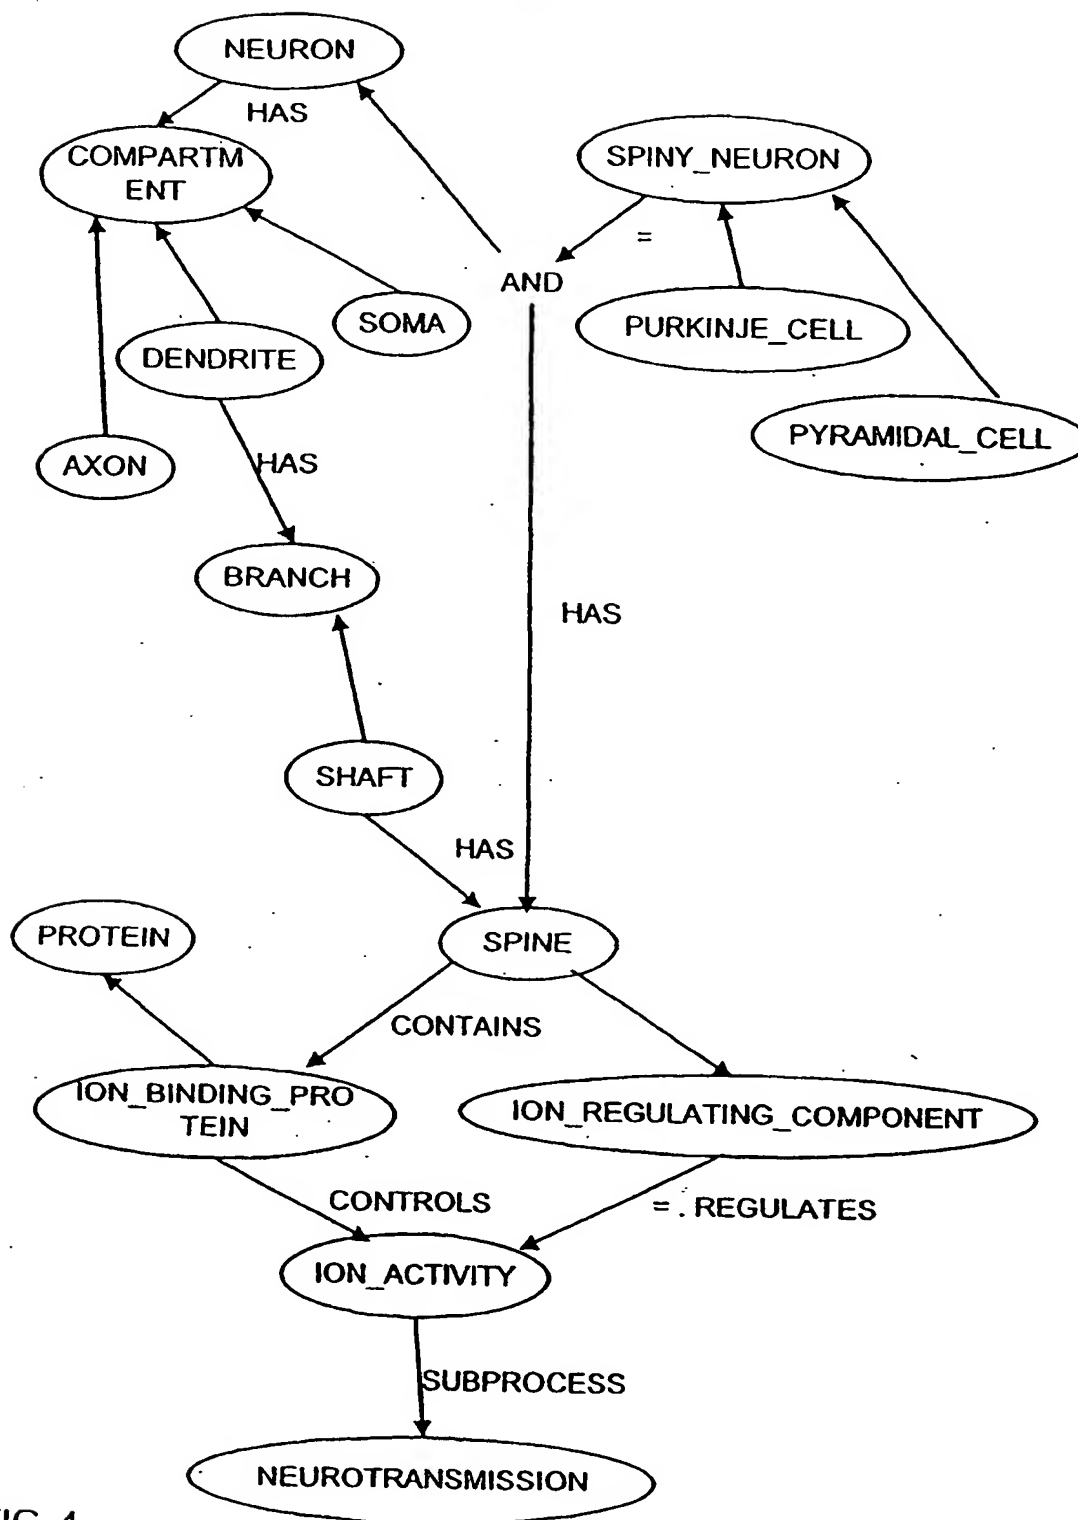 NEURON
HAS
COMPARTM
ENT
SPINY_NEURON
=
AND
SOMA
PURKINJE_CELL
DENDRITE
PYRAMIDAL_CELL
AXON
HAS
BRANCH
HAS
SHAFT
HAS
PROTEIN
SPINE
CONTAINS
ION_BINDING_PRO
TEIN
ION_REGULATING_COMPONENT
CONTROLS
= . REGULATES
ION_ACTIVITY
SUBPROCESS
NEUROTRANSMISSION